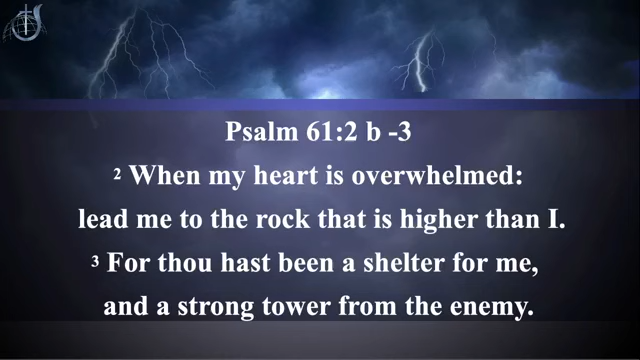 Psalm 61:2 b -3
² When my heart is overwhelmed:
lead me to the rock that is higher than I.
³ For thou hast been a shelter for me,
and a strong tower from the enemy.